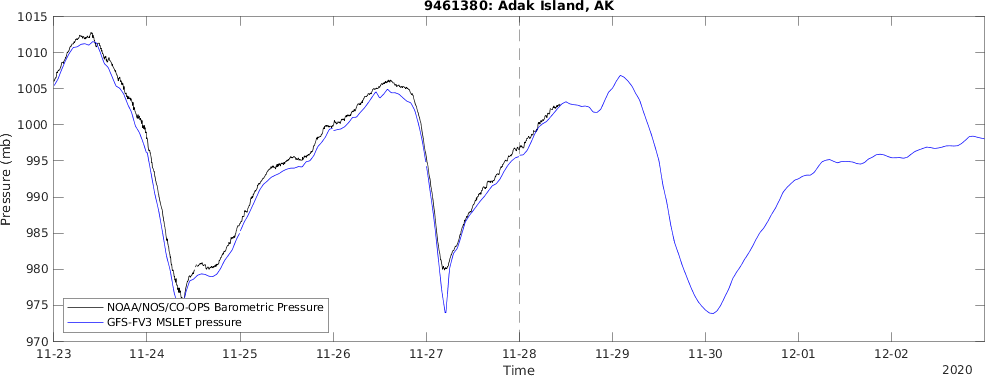 9461380: Adak Island, AK
1015
1010
1005
1000
995
990
985
980
975
970
Pressure (mb)
NOAA/NOS/CO-OPS Barometric Pressure
GFS-FV3 MSLET pressure
11-23 11-24 11-25 11-26 11-27 11-28 11-29 11-30 12-01 12-02
Time
2020